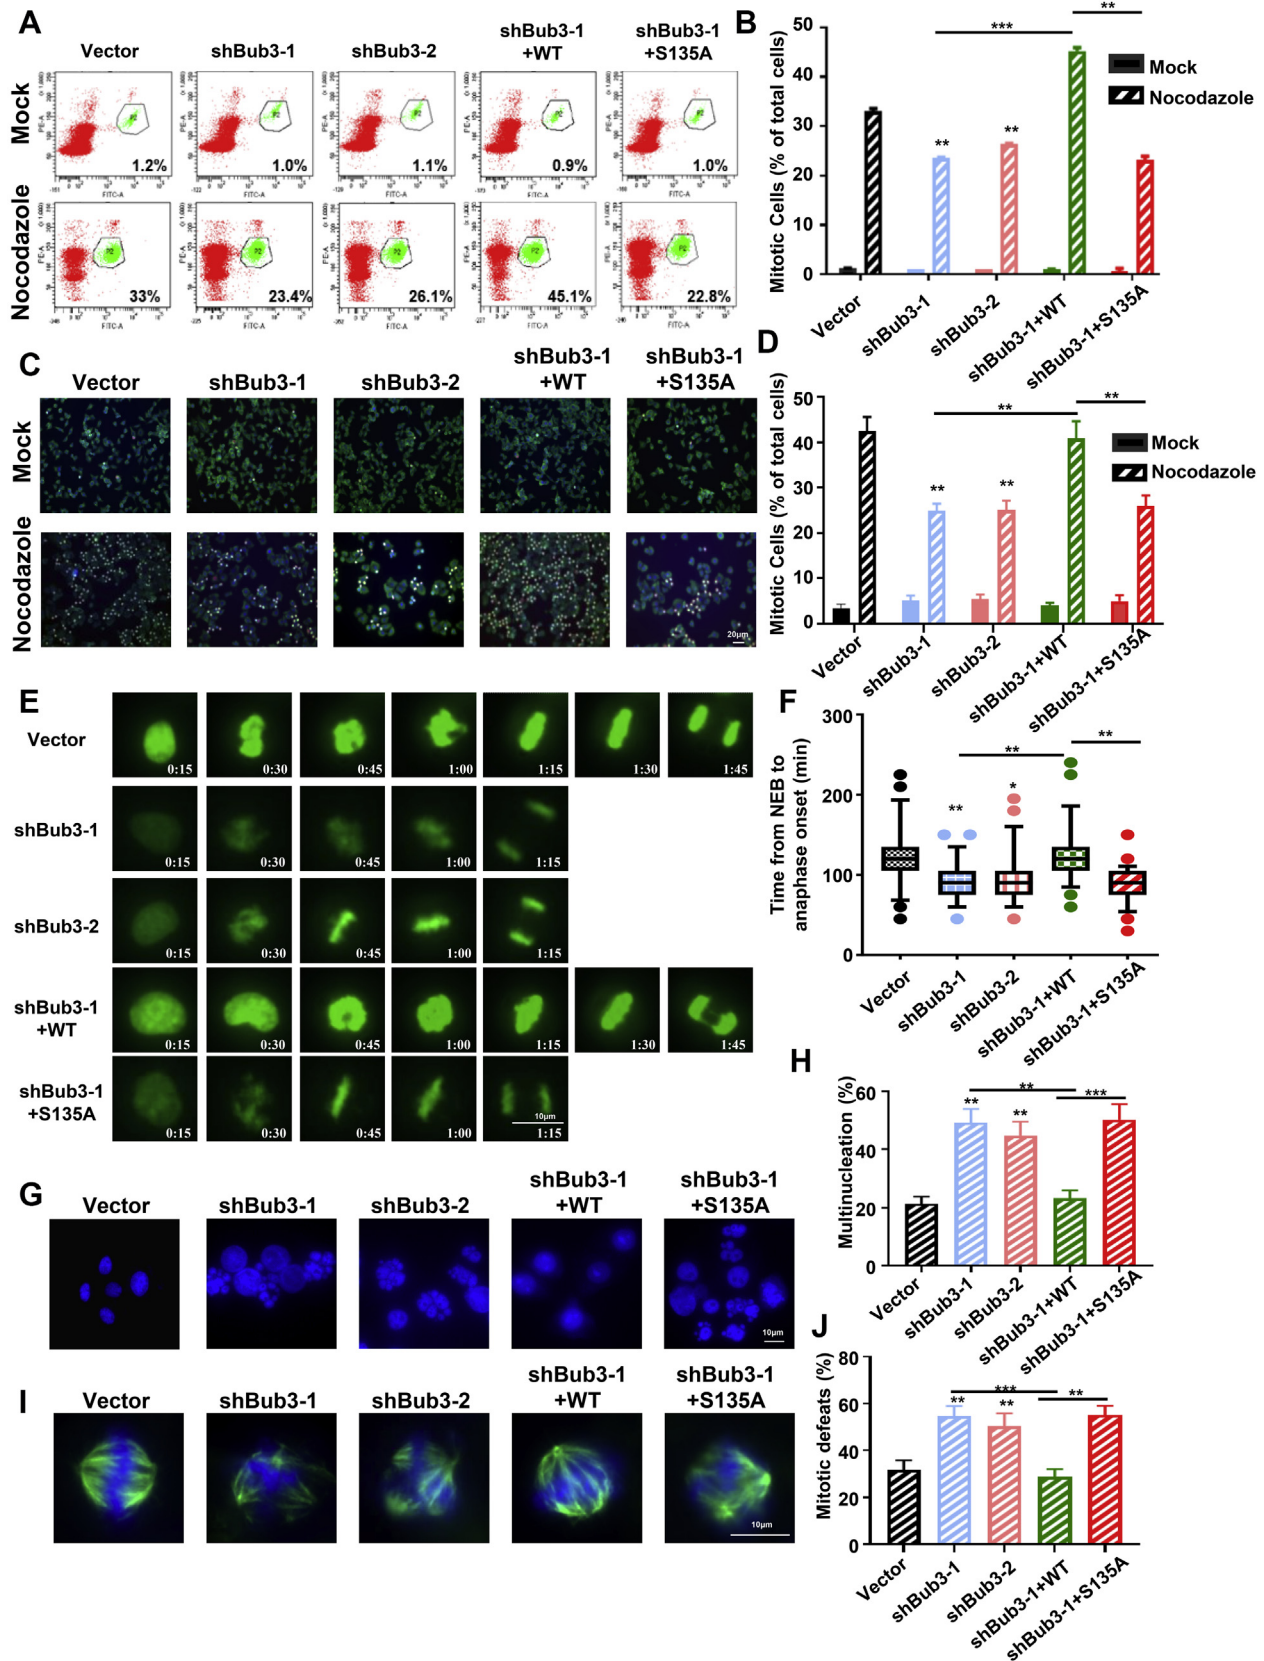 A
Vector
shBub3-1
shBub3-2
shBub3-1
+WT
shBub3-1
+S135A
Mock
PE-A
1.2%
1.0%
1.1%
0.9%
1.0%
P2
FITC-A
Nocodazole
PE-A
33%
23.4%
26.1%
45.1%
22.8%
P2
FITC-A
B
Mitotic Cells (% of total cells)
50
40
30
20
10
0
**
**
***
**
Mock
Nocodazole
Vector
shBub3-1
shBub3-2
shBub3-1+WT
shBub3-1+S135A
C
Vector
shBub3-1
shBub3-2
shBub3-1
+WT
shBub3-1
+S135A
Mock
Nocodazole
20μm
D
Mitotic Cells (% of total cells)
50
40
30
20
10
0
**
**
**
**
Mock
Nocodazole
Vector
shBub3-1
shBub3-2
shBub3-1+WT
shBub3-1+S135A
E
Vector
0:15
0:30
0:45
1:00
1:15
1:30
1:45
shBub3-1
0:15
0:30
0:45
1:00
1:15
shBub3-2
0:15
0:30
0:45
1:00
1:15
shBub3-1
+WT
0:15
0:30
0:45
1:00
1:15
1:30
1:45
shBub3-1
+S135A
0:15
0:30
0:45
1:00
10μm
1:15
F
Time from NEB to
anaphase onset (min)
300
200
100
0
**
*
**
**
Vector
shBub3-1
shBub3-2
shBub3-1+WT
shBub3-1+S135A
G
Vector
shBub3-1
shBub3-2
shBub3-1
+WT
shBub3-1
+S135A
10μm
H
Multinucleation (%)
60
40
20
0
**
**
**
***
Vector
shBub3-1
shBub3-2
shBub3-1+WT
shBub3-1+S135A
I
Vector
shBub3-1
shBub3-2
shBub3-1
+WT
shBub3-1
+S135A
10μm
J
Mitotic defeats (%)
80
60
40
20
0
**
**
***
**
Vector
shBub3-1
shBub3-2
shBub3-1+WT
shBub3-1+S135A